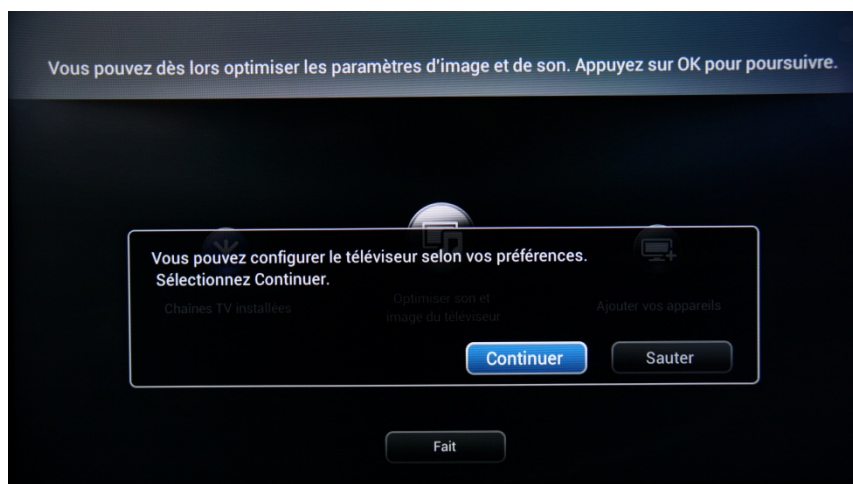 Vous pouvez dès lors optimiser les paramètres d'image et de son. Appuyez sur OK pour poursuivre.
Vous pouvez configurer le téléviseur selon vos préférences.
Sélectionnez Continuer.
Chaînes TV installées
Optimiser son et
image du téléviseur
Ajouter vos appareils
Continuer
Sauter
Fait